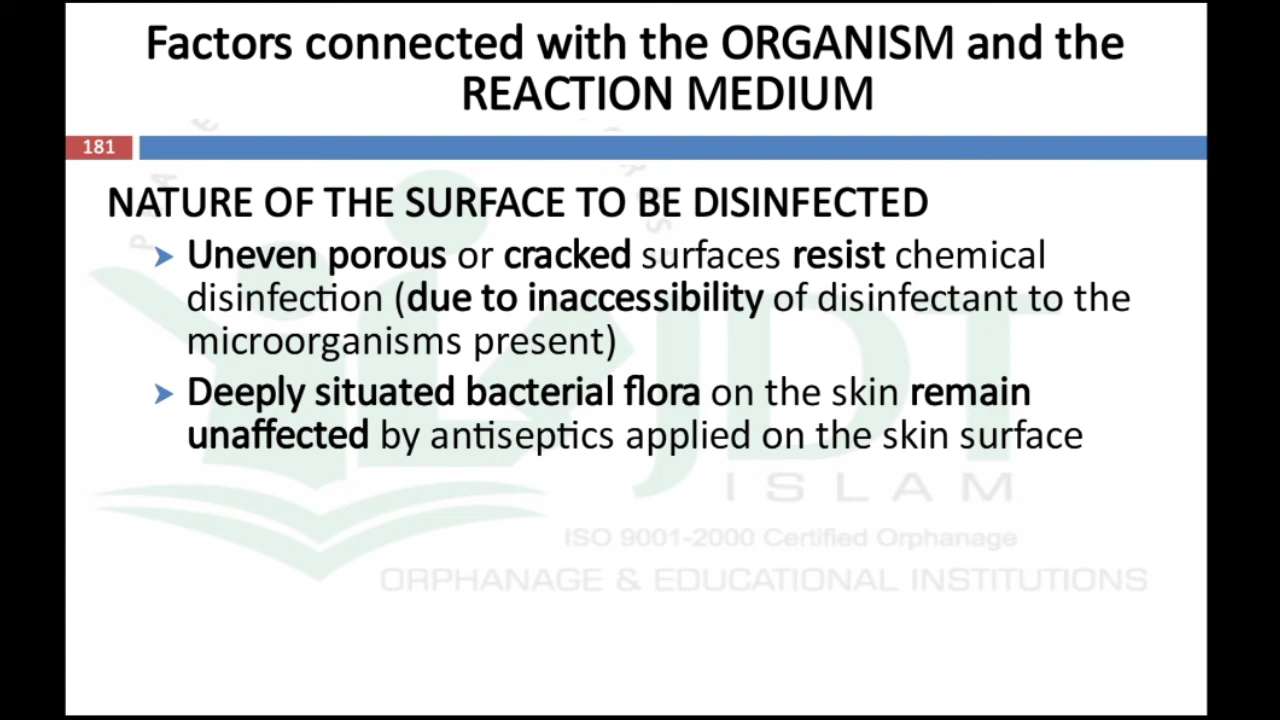 Factors connected with the ORGANISM and the
REACTION MEDIUM
181
NATURE OF THE SURFACE TO BE DISINFECTED
➤ Uneven porous or cracked surfaces resist chemical
disinfection (due to inaccessibility of disinfectant to the
microorganisms present)
➤ Deeply situated bacterial flora on the skin remain
unaffected by antiseptics applied on the skin surface
JDT
ISLAM
ISO 9001-2000 Certified Orphanage
ORPHANAGE & EDUCATIONAL INSTITUTIONS